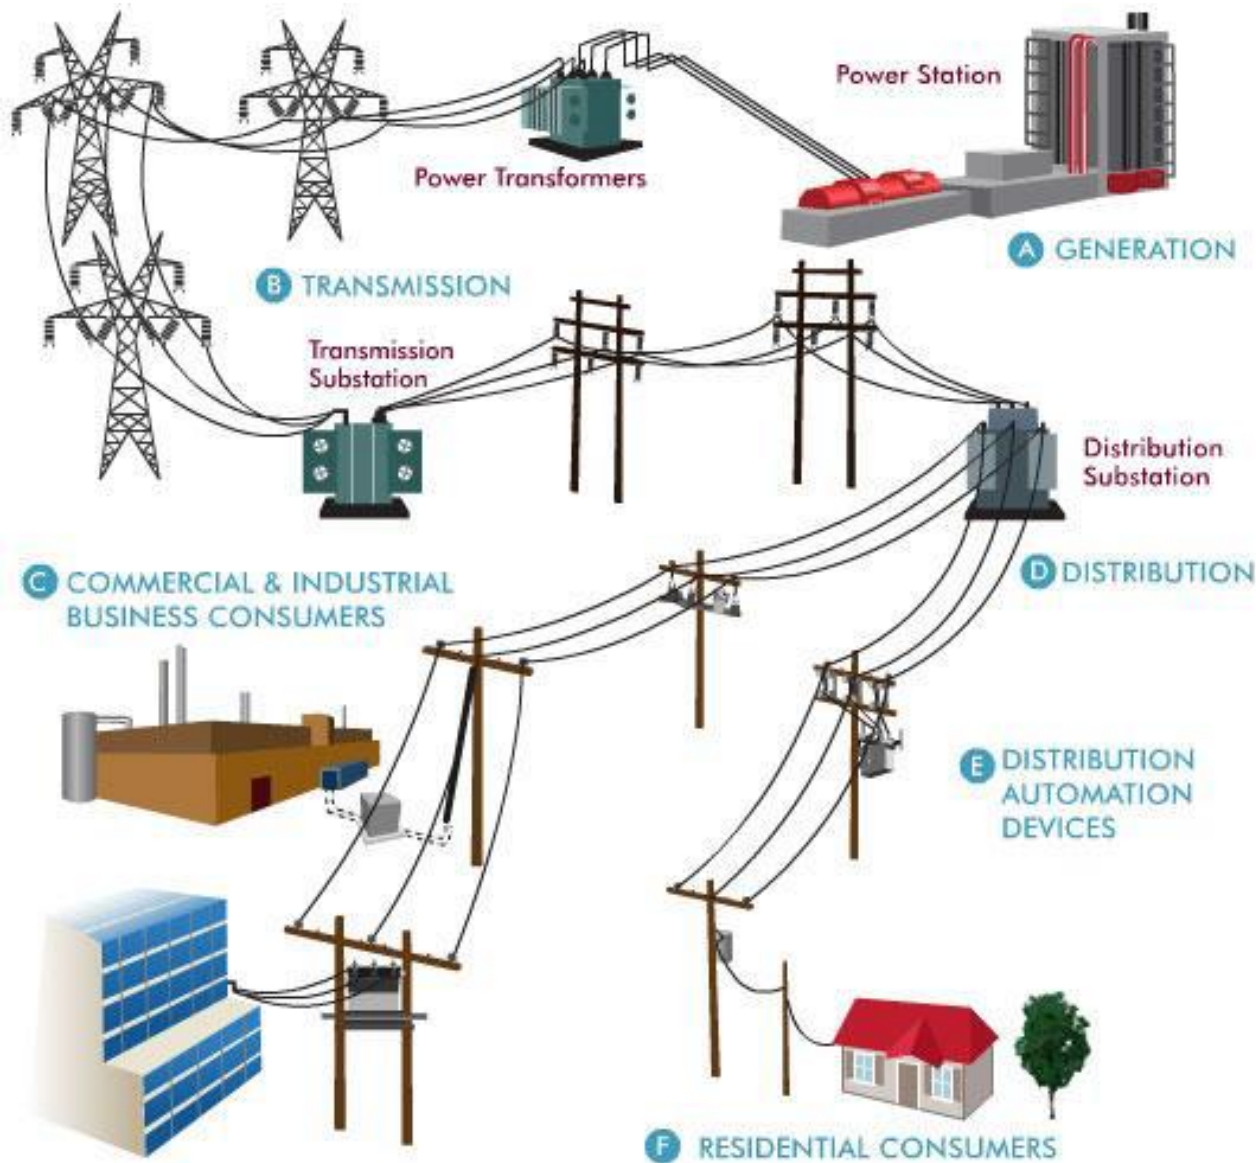 Power Station
Power Transformers
A GENERATION
B TRANSMISSION
Transmission
Substation
Distribution
Substation
C COMMERCIAL & INDUSTRIAL
BUSINESS CONSUMERS
D DISTRIBUTION
E DISTRIBUTION
AUTOMATION
DEVICES
F RESIDENTIAL CONSUMERS